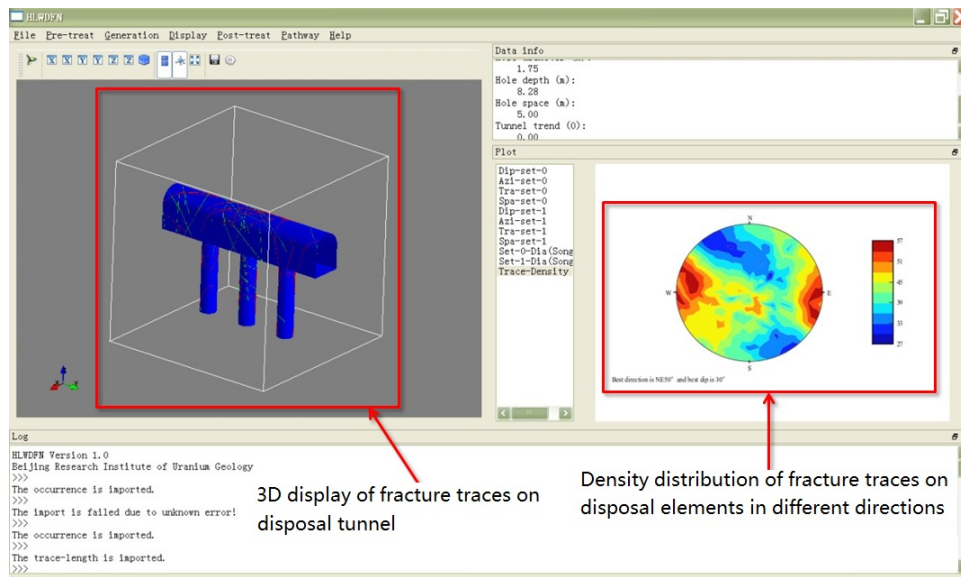 HLWDFN
File Pre-treat Generation Display Post-treat Pathway Help
Data info
1.75
Hole depth (m):
8.28
Hole space (m):
5.00
Tunnel trend (0):
0.00
Plot
Dip-set-0
Azi-set-0
Tra-set-0
Spa-set-0
Dip-set-1
Azi-set-1
Tra-set-1
Spa-set-1
Set-0-Dia(Song
Set-1-Dia(Song
Trace-Density
N
W
E
S
57
51
45
39
33
27
Best direction is NE50° and best dip is 30°
Log
HLWDFN Version 1.0
Beijing Research Institute of Uranium Geology
>>>
The occurrence is imported.
>>>
The import is failed due to unknown error!
>>>
The occurrence is imported.
>>>
The trace-length is imported.
>>>
3D display of fracture traces on
disposal tunnel
Density distribution of fracture traces on
disposal elements in different directions